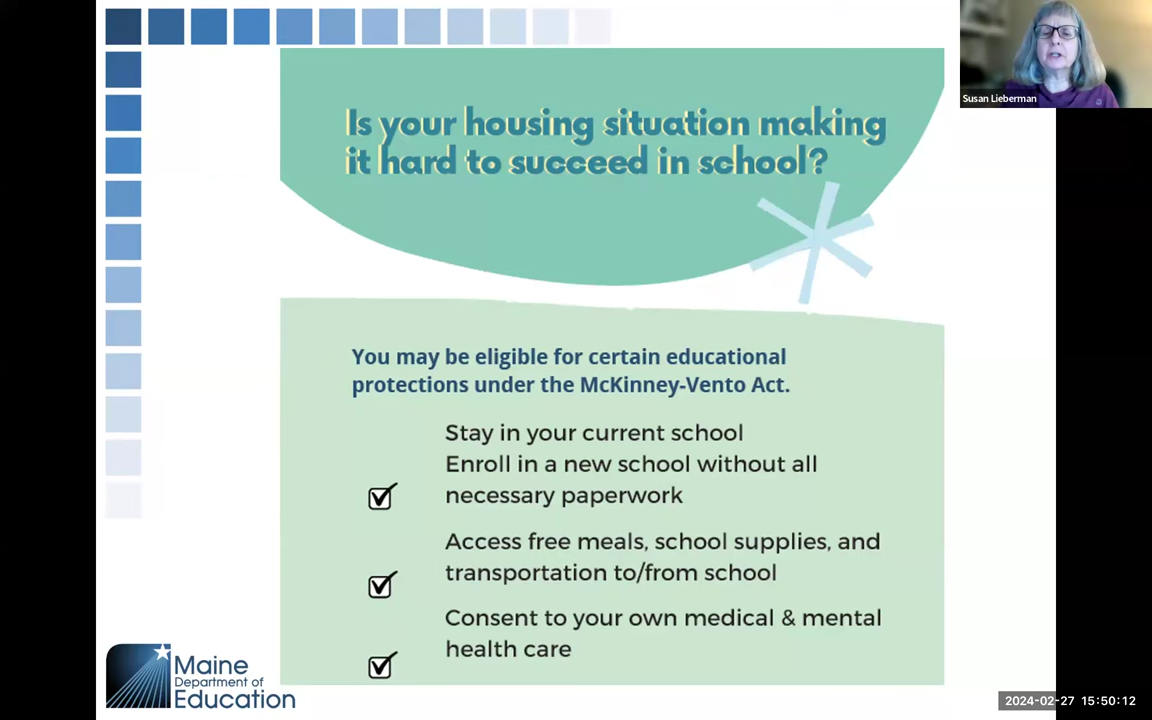 Is your housing situation making
it hard to succeed in school?
You may be eligible for certain educational
protections under the McKinney-Vento Act.
Stay in your current school
Enroll in a new school without all
necessary paperwork
Access free meals, school supplies, and
transportation to/from school
Consent to your own medical & mental
health care
Maine
Department of
Education
Susan Lieberman
2024-02-27 15:50:12